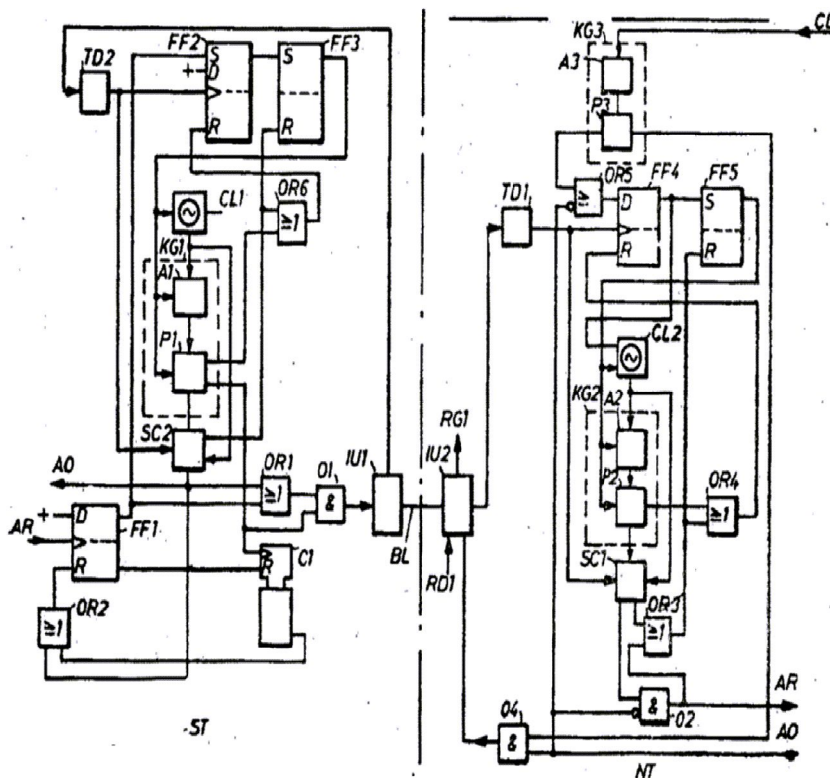 TD2
FF2
FF3
S
D
+
R
S
R
CL1
OR6
≥1
KG1
A1
P1
SC2
AO
OR1
≥1
O1
&
IU1
AR
+
D
R
FF1
OR2
≥1
C1
R
ST
BL
CL
KG3
A3
P3
OR5
≥
FF4
FF5
TD1
D
R
S
R
CL2
KG2
A2
P2
OR4
≥1
RG1
IU2
RD1
SC1
OR3
≥1
&
O2
AR
O4
&
AO
NT